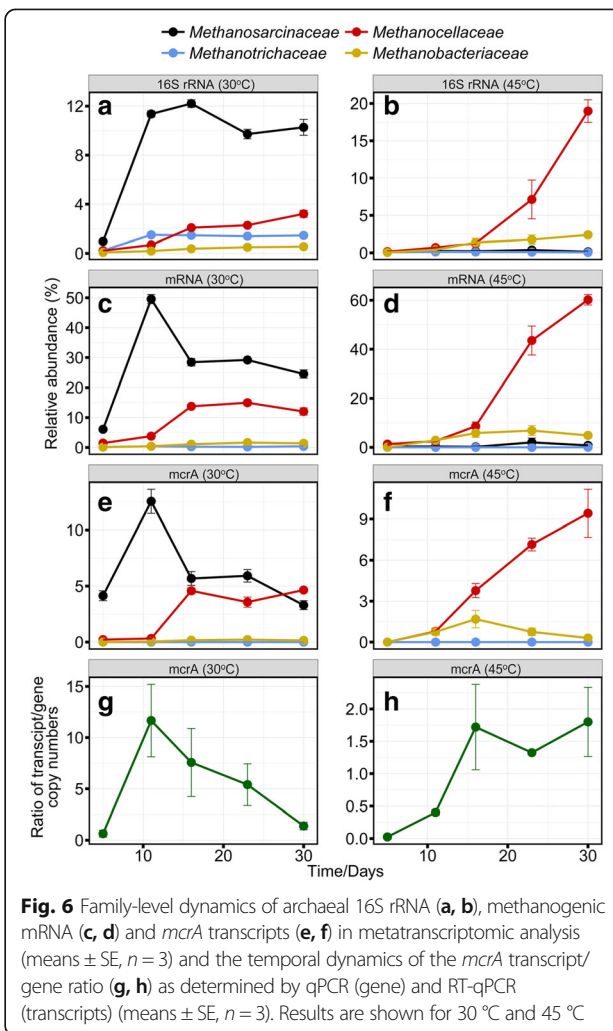 Methanosarcinaceae Methanocellaceae
Methanotrichaceae Methanobacteriaceae
16S rRNA (30°C) 16S rRNA (45°C)
a b
12
8
4
0
20
15
10
5
0
mRNA (30°C) mRNA (45°C)
c d
50
40
30
20
10
0
60
40
20
0
Relative abundance (%)
mcrA (30°C) mcrA (45°C)
e f
10
5
0
9
6
3
0
mcrA (30°C) mcrA (45°C)
g h
15
10
5
0
2.0
1.5
1.0
0.5
0.0
Ratio of transcipt/gene
copy numbers
10 20 30 10 20 30
Time/Days
Fig. 6 Family-level dynamics of archaeal 16S rRNA (a, b), methanogenic
mRNA (c, d) and mcrA transcripts (e, f) in metatranscriptomic analysis
(means ± SE, n = 3) and the temporal dynamics of the mcrA transcript/
gene ratio (g, h) as determined by qPCR (gene) and RT-qPCR
(transcripts) (means ± SE, n = 3). Results are shown for 30 °C and 45 °C